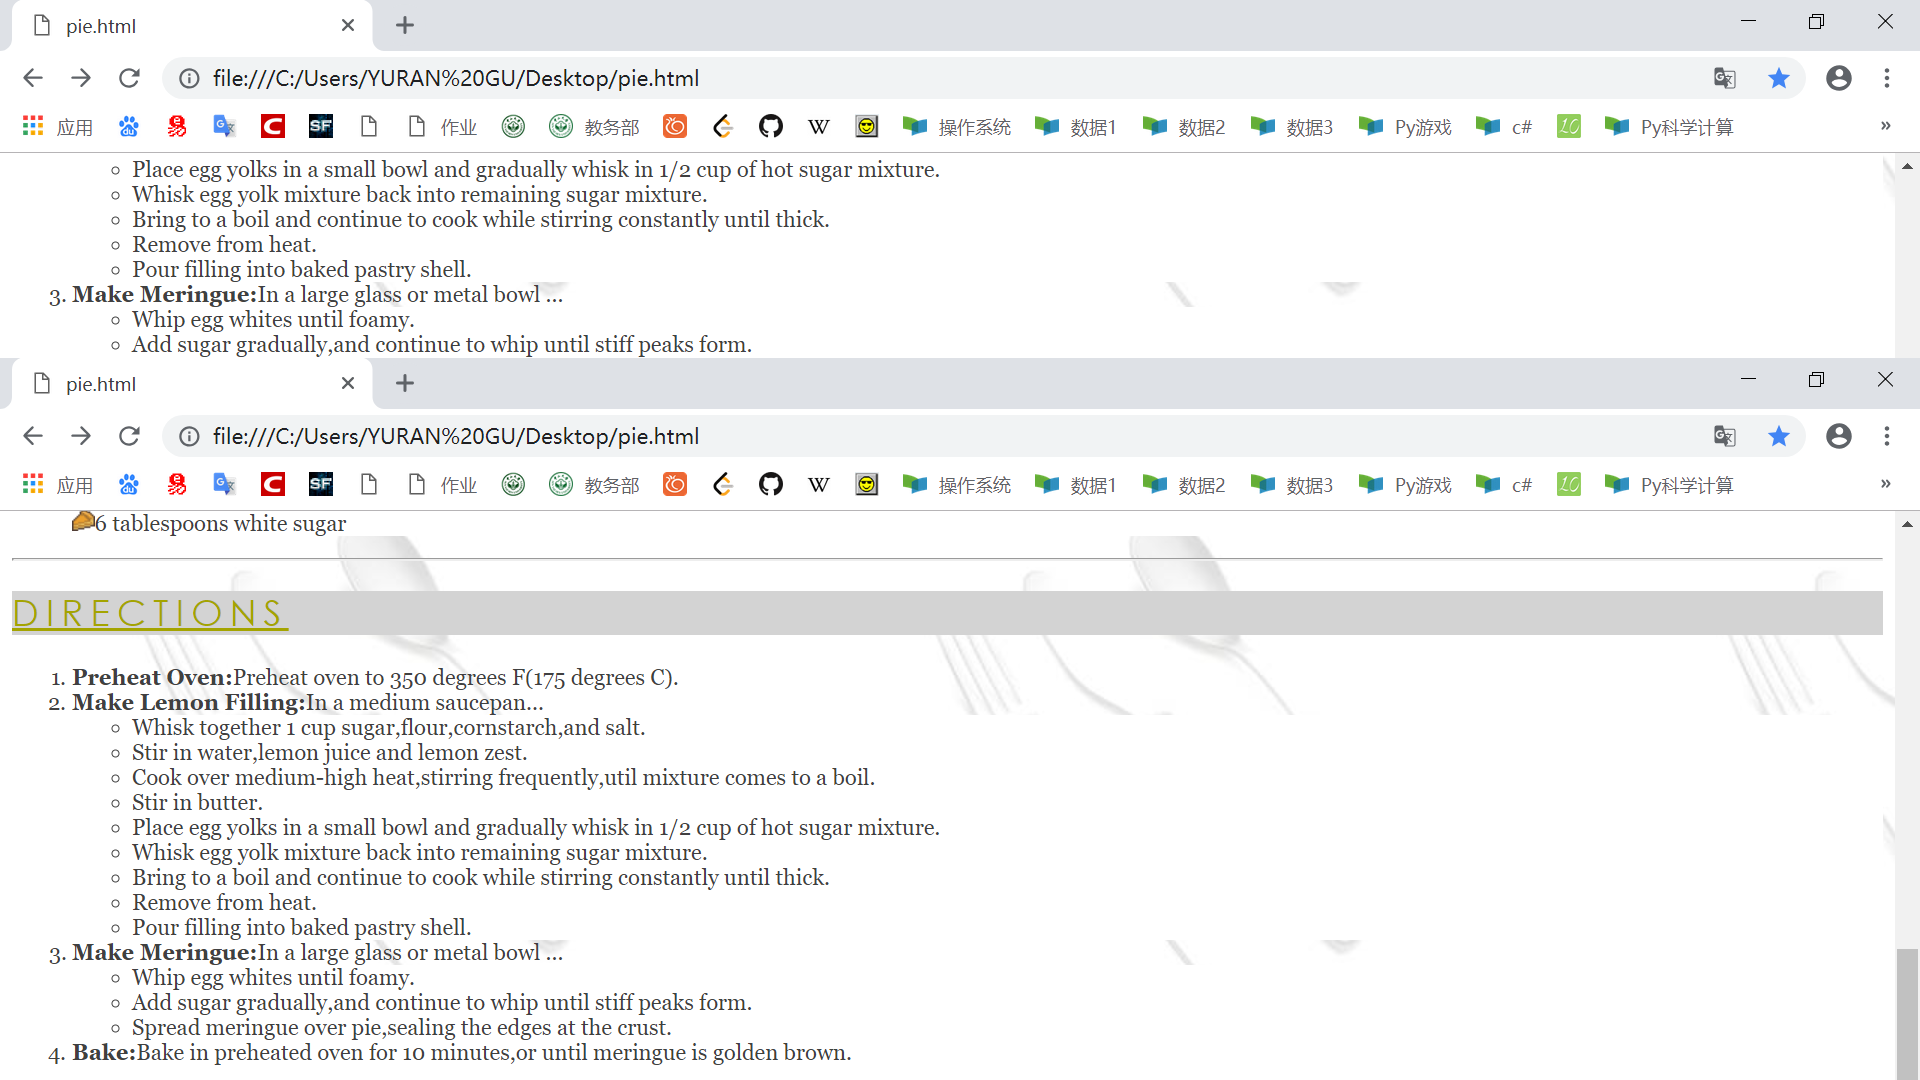 pie.html
file:///C:/Users/YURAN%20GU/Desktop/pie.html
应用 作业 教务部 操作系统 数据1 数据2 数据3 Py游戏 c# Py科学计算 »
Place egg yolks in a small bowl and gradually whisk in 1/2 cup of hot sugar mixture.
Whisk egg yolk mixture back into remaining sugar mixture.
Bring to a boil and continue to cook while stirring constantly until thick.
Remove from heat.
Pour filling into baked pastry shell.
3. Make Meringue:In a large glass or metal bowl ...
Whip egg whites until foamy.
Add sugar gradually,and continue to whip until stiff peaks form.
pie.html
file:///C:/Users/YURAN%20GU/Desktop/pie.html
应用 作业 教务部 操作系统 数据1 数据2 数据3 Py游戏 c# Py科学计算 »
6 tablespoons white sugar
DIRECTIONS
1. Preheat Oven:Preheat oven to 350 degrees F(175 degrees C).
2. Make Lemon Filling:In a medium saucepan...
Whisk together 1 cup sugar,flour,cornstarch,and salt.
Stir in water,lemon juice and lemon zest.
Cook over medium-high heat,stirring frequently,util mixture comes to a boil.
Stir in butter.
Place egg yolks in a small bowl and gradually whisk in 1/2 cup of hot sugar mixture.
Whisk egg yolk mixture back into remaining sugar mixture.
Bring to a boil and continue to cook while stirring constantly until thick.
Remove from heat.
Pour filling into baked pastry shell.
3. Make Meringue:In a large glass or metal bowl ...
Whip egg whites until foamy.
Add sugar gradually,and continue to whip until stiff peaks form.
Spread meringue over pie,sealing the edges at the crust.
4. Bake:Bake in preheated oven for 10 minutes,or until meringue is golden brown.